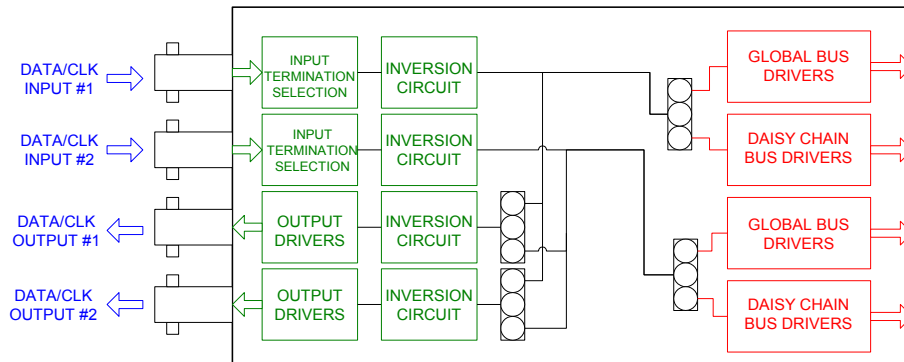 DATA/CLK
INPUT #1
INPUT
TERMINATION
SELECTION
INVERSION
CIRCUIT
GLOBAL BUS
DRIVERS
DATA/CLK
INPUT #2
INPUT
TERMINATION
SELECTION
INVERSION
CIRCUIT
DAISY CHAIN
BUS DRIVERS
DATA/CLK
OUTPUT #1
OUTPUT
DRIVERS
INVERSION
CIRCUIT
GLOBAL BUS
DRIVERS
DATA/CLK
OUTPUT #2
OUTPUT
DRIVERS
INVERSION
CIRCUIT
DAISY CHAIN
BUS DRIVERS